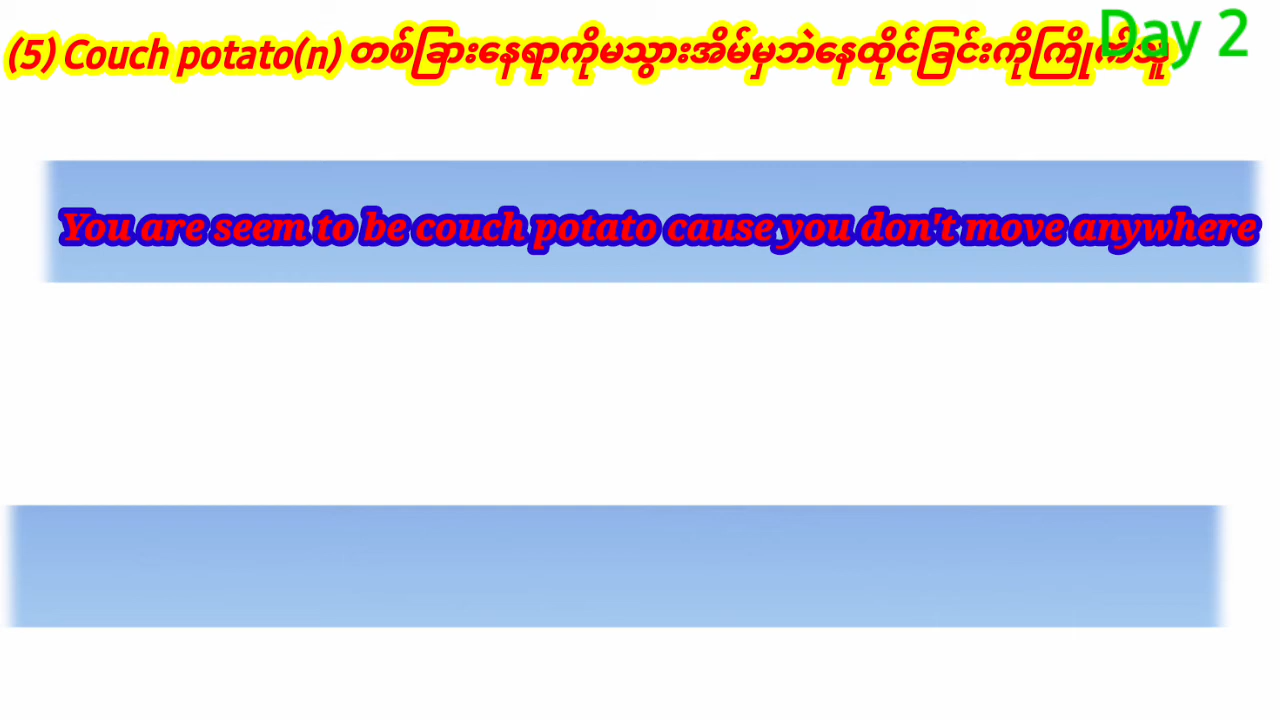 (5) Couch potato(n) တစ်ခြားနေရာကိုမသွားအိမ်မှဘဲနေထိုင်ခြင်းကိုကြိုက်သူ
Day 2
You are seem to be couch potato cause you don't move anywhere